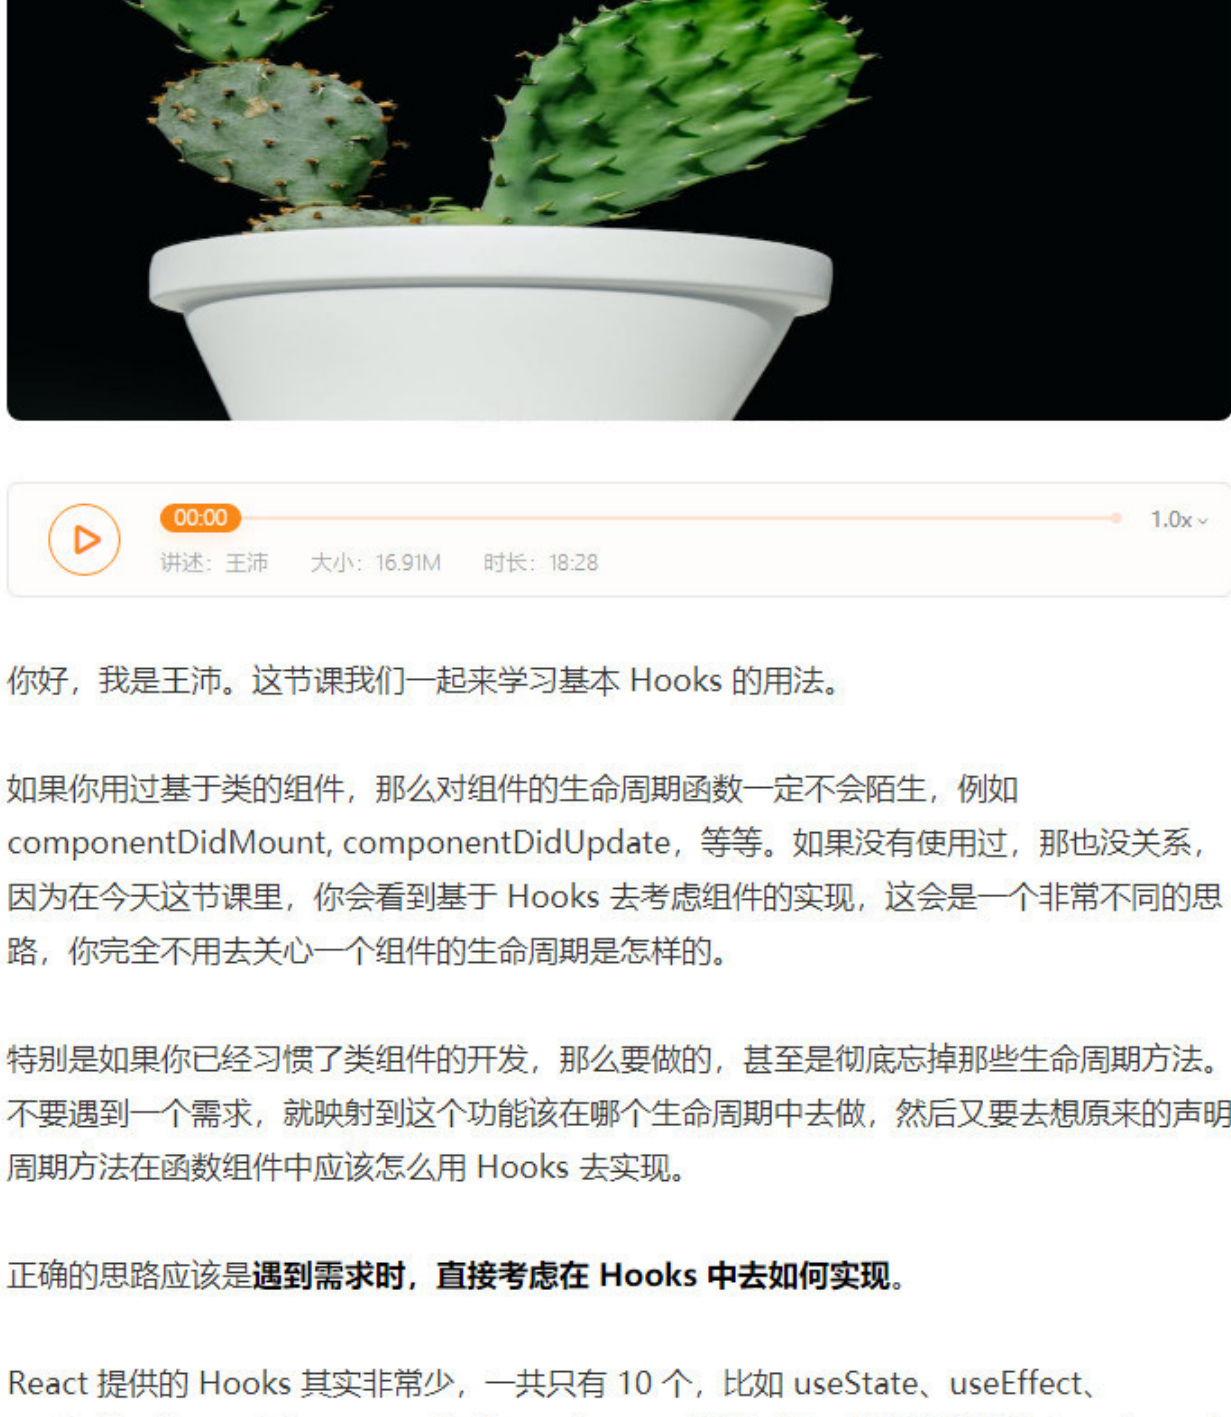 00:00
1.0x
讲述：王沛 大小：16.91M 时长：18:28
你好，我是王沛。这节课我们一起来学习基本 Hooks 的用法。
如果你用过基于类的组件，那么对组件的生命周期函数一定不会陌生，例如
componentDidMount, componentDidUpdate，等等。如果没有使用过，那也没关系，
因为在今天这节课里，你会看到基于 Hooks 去考虑组件的实现，这会是一个非常不同的思
路，你完全不用去关心一个组件的生命周期是怎样的。
特别是如果你已经习惯了类组件的开发，那么要做的，甚至是彻底忘掉那些生命周期方法。
不要遇到一个需求，就映射到这个功能该在哪个生命周期中去做，然后又要去想原来的声明
周期方法在函数组件中应该怎么用 Hooks 去实现。
正确的思路应该是遇到需求时，直接考虑在 Hooks 中去如何实现。
React 提供的 Hooks 其实非常少，一共只有 10 个，比如 useState、useEffect、